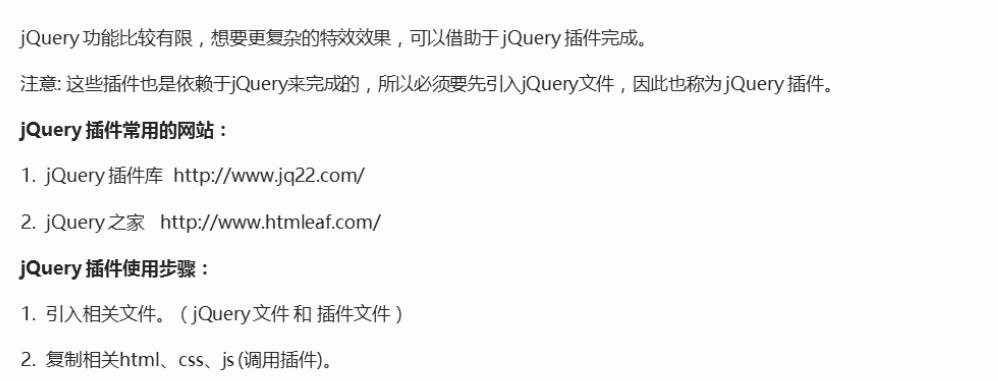 jQuery 功能比较有限，想要更复杂的特效效果，可以借助于 jQuery 插件完成。
注意: 这些插件也是依赖于jQuery来完成的，所以必须要先引入jQuery文件，因此也称为 jQuery 插件。
jQuery 插件常用的网站：
1. jQuery 插件库 http://www.jq22.com/
2. jQuery 之家 http://www.htmleaf.com/
jQuery 插件使用步骤：
1. 引入相关文件。（jQuery 文件 和 插件文件）
2. 复制相关html、css、js (调用插件)。